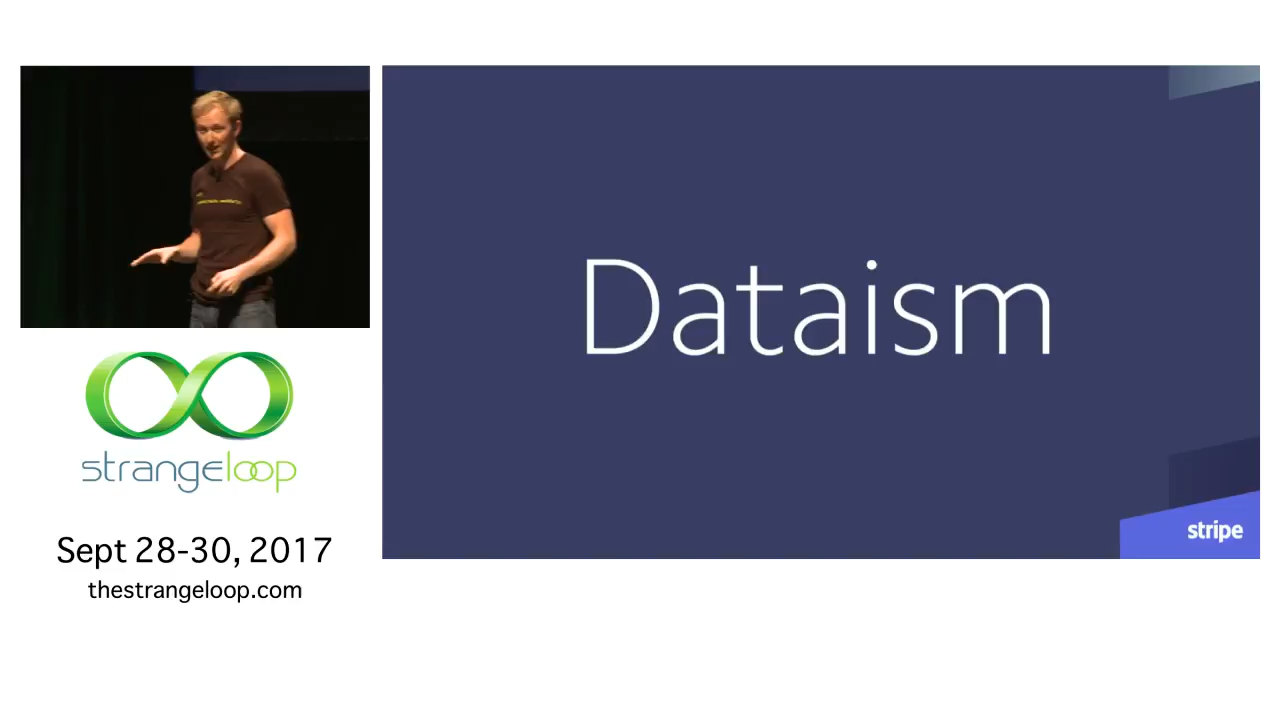 Dataism
stripe
strangeloop
Sept 28-30, 2017
thestrangeloop.com